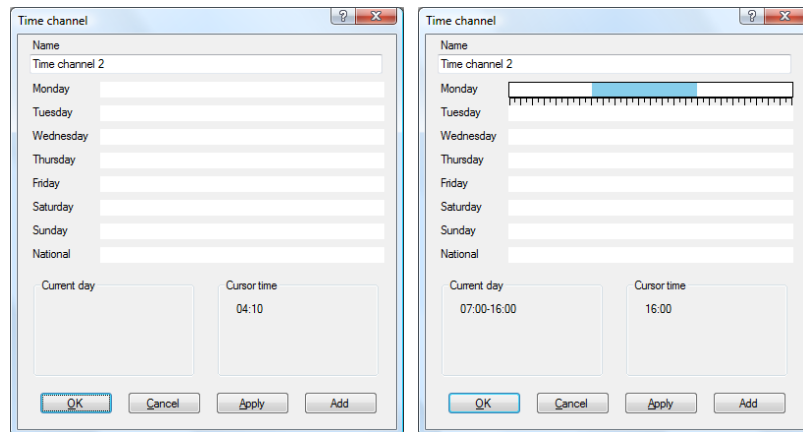 Time channel
Name
Time channel 2
Monday
Tuesday
Wednesday
Thursday
Friday
Saturday
Sunday
National
Current day
Cursor time
04:10
OK
Cancel
Apply
Add
Time channel
Name
Time channel 2
Monday
Tuesday
Wednesday
Thursday
Friday
Saturday
Sunday
National
Current day
Cursor time
07:00-16:00
16:00
OK
Cancel
Apply
Add